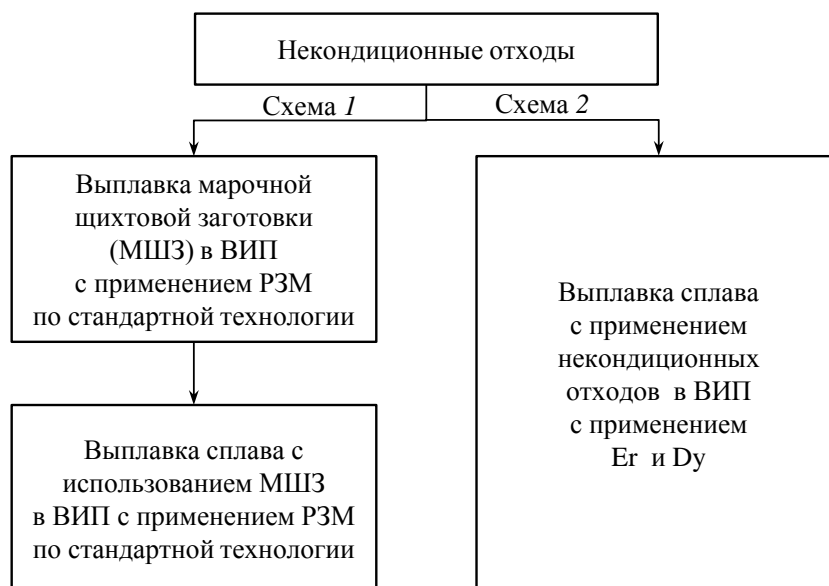 Некондиционные отходы
Схема 1
Схема 2
Выплавка марочной
щихтовой заготовки
(МШЗ) в ВИП
с применением РЗМ
по стандартной технологии
Выплавка сплава с
использованием МШЗ
в ВИП с применением РЗМ
по стандартной технологии
Выплавка сплава
с применением
некондиционных
отходов в ВИП
с применением
Er и Dy